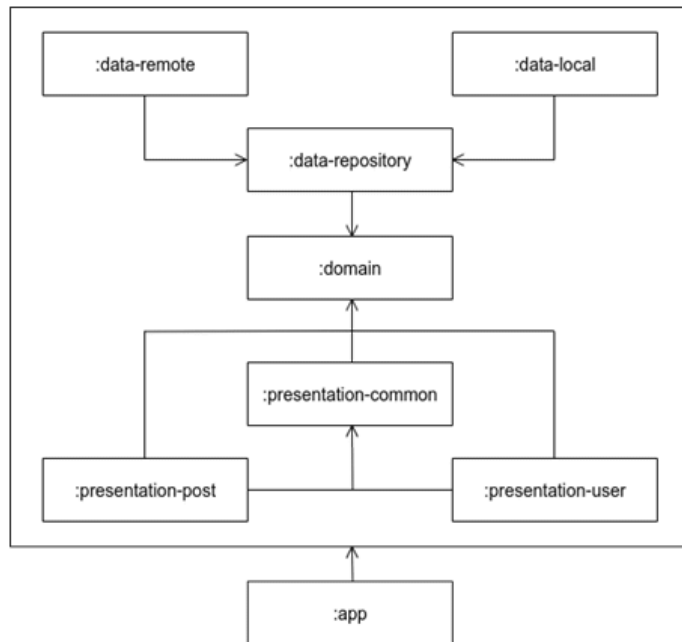 :data-remote
:data-local
:data-repository
:domain
:presentation-common
:presentation-post
:presentation-user
:app